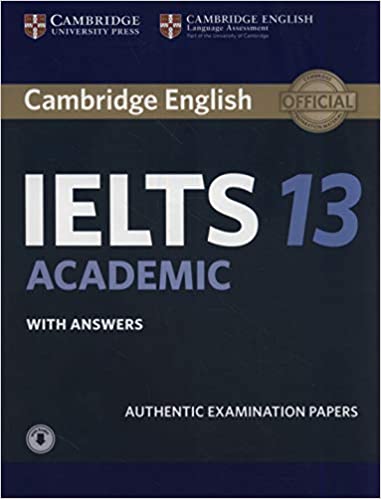 CAMBRIDGE
UNIVERSITY PRESS
CAMBRIDGE ENGLISH
Language Assessment
Part of the University of Cambridge
Cambridge English
OFFICIAL
IELTS 13
ACADEMIC
WITH ANSWERS
AUTHENTIC EXAMINATION PAPERS